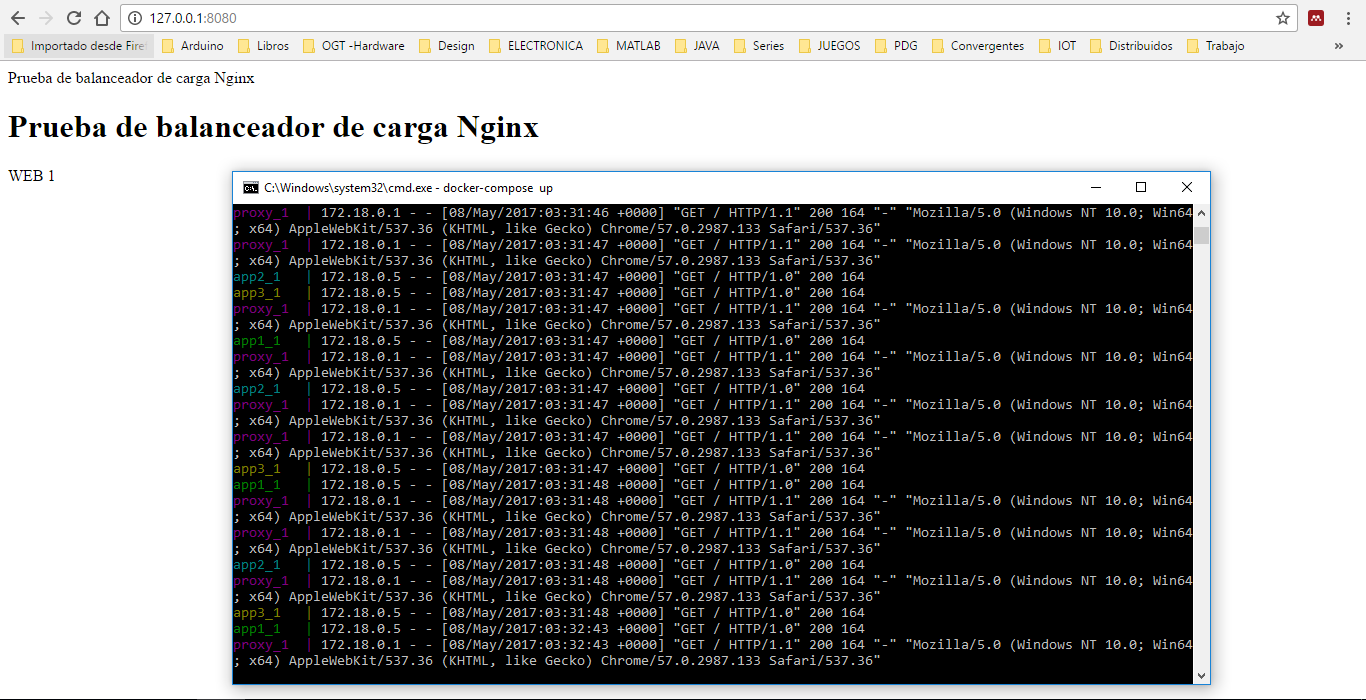 127.0.0.1:8080
Importado desde Firef Arduino Libros OGT -Hardware Design ELECTRONICA MATLAB JAVA Series JUEGOS PDG Convergentes IOT Distribuidos Trabajo »
Prueba de balanceador de carga Nginx
Prueba de balanceador de carga Nginx
WEB 1
C:\Windows\system32\cmd.exe - docker-compose up
proxy_1 | 172.18.0.1 - - [08/May/2017:03:31:46 +0000] "GET / HTTP/1.1" 200 164 "-" "Mozilla/5.0 (Windows NT 10.0; Win64
; x64) AppleWebKit/537.36 (KHTML, like Gecko) Chrome/57.0.2987.133 Safari/537.36"
proxy_1 | 172.18.0.1 - - [08/May/2017:03:31:47 +0000] "GET / HTTP/1.1" 200 164 "-" "Mozilla/5.0 (Windows NT 10.0; Win64
; x64) AppleWebKit/537.36 (KHTML, like Gecko) Chrome/57.0.2987.133 Safari/537.36"
app2_1 | 172.18.0.5 - - [08/May/2017:03:31:47 +0000] "GET / HTTP/1.0" 200 164
app3_1 | 172.18.0.5 - - [08/May/2017:03:31:47 +0000] "GET / HTTP/1.0" 200 164
proxy_1 | 172.18.0.1 - - [08/May/2017:03:31:47 +0000] "GET / HTTP/1.1" 200 164 "-" "Mozilla/5.0 (Windows NT 10.0; Win64
; x64) AppleWebKit/537.36 (KHTML, like Gecko) Chrome/57.0.2987.133 Safari/537.36"
app1_1 | 172.18.0.5 - - [08/May/2017:03:31:47 +0000] "GET / HTTP/1.0" 200 164
proxy_1 | 172.18.0.1 - - [08/May/2017:03:31:47 +0000] "GET / HTTP/1.1" 200 164 "-" "Mozilla/5.0 (Windows NT 10.0; Win64
; x64) AppleWebKit/537.36 (KHTML, like Gecko) Chrome/57.0.2987.133 Safari/537.36"
app2_1 | 172.18.0.5 - - [08/May/2017:03:31:47 +0000] "GET / HTTP/1.0" 200 164
proxy_1 | 172.18.0.1 - - [08/May/2017:03:31:47 +0000] "GET / HTTP/1.1" 200 164 "-" "Mozilla/5.0 (Windows NT 10.0; Win64
; x64) AppleWebKit/537.36 (KHTML, like Gecko) Chrome/57.0.2987.133 Safari/537.36"
proxy_1 | 172.18.0.1 - - [08/May/2017:03:31:47 +0000] "GET / HTTP/1.1" 200 164 "-" "Mozilla/5.0 (Windows NT 10.0; Win64
; x64) AppleWebKit/537.36 (KHTML, like Gecko) Chrome/57.0.2987.133 Safari/537.36"
app3_1 | 172.18.0.5 - - [08/May/2017:03:31:47 +0000] "GET / HTTP/1.0" 200 164
app1_1 | 172.18.0.5 - - [08/May/2017:03:31:48 +0000] "GET / HTTP/1.0" 200 164
proxy_1 | 172.18.0.1 - - [08/May/2017:03:31:48 +0000] "GET / HTTP/1.1" 200 164 "-" "Mozilla/5.0 (Windows NT 10.0; Win64
; x64) AppleWebKit/537.36 (KHTML, like Gecko) Chrome/57.0.2987.133 Safari/537.36"
proxy_1 | 172.18.0.1 - - [08/May/2017:03:31:48 +0000] "GET / HTTP/1.1" 200 164 "-" "Mozilla/5.0 (Windows NT 10.0; Win64
; x64) AppleWebKit/537.36 (KHTML, like Gecko) Chrome/57.0.2987.133 Safari/537.36"
app2_1 | 172.18.0.5 - - [08/May/2017:03:31:48 +0000] "GET / HTTP/1.0" 200 164
proxy_1 | 172.18.0.1 - - [08/May/2017:03:31:48 +0000] "GET / HTTP/1.1" 200 164 "-" "Mozilla/5.0 (Windows NT 10.0; Win64
; x64) AppleWebKit/537.36 (KHTML, like Gecko) Chrome/57.0.2987.133 Safari/537.36"
app3_1 | 172.18.0.5 - - [08/May/2017:03:31:48 +0000] "GET / HTTP/1.0" 200 164
app1_1 | 172.18.0.5 - - [08/May/2017:03:32:43 +0000] "GET / HTTP/1.0" 200 164
proxy_1 | 172.18.0.1 - - [08/May/2017:03:32:43 +0000] "GET / HTTP/1.1" 200 164 "-" "Mozilla/5.0 (Windows NT 10.0; Win64
; x64) AppleWebKit/537.36 (KHTML, like Gecko) Chrome/57.0.2987.133 Safari/537.36"